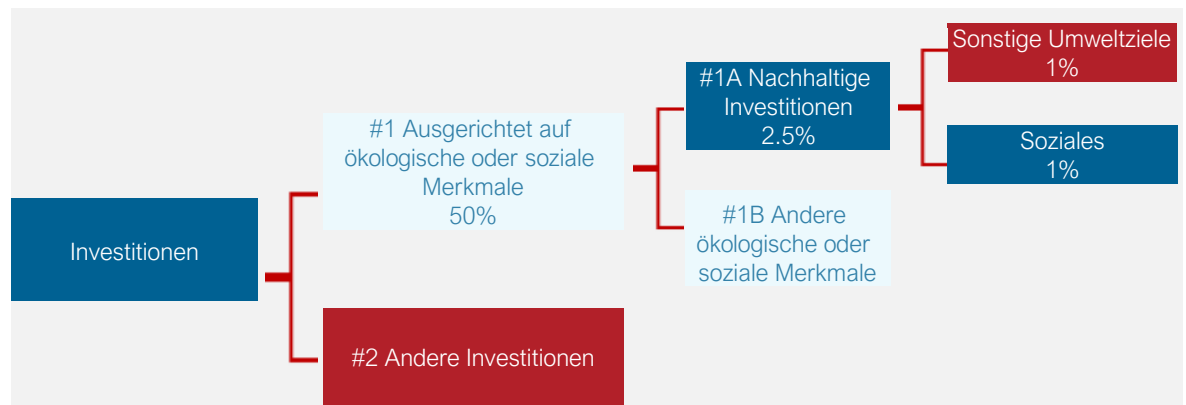 Investitionen
#1 Ausgerichtet auf
ökologische oder soziale
Merkmale
50%
#2 Andere Investitionen
#1A Nachhaltige
Investitionen
2.5%
#1B Andere
ökologische oder
soziale Merkmale
Sonstige Umweltziele
1%
Soziales
1%